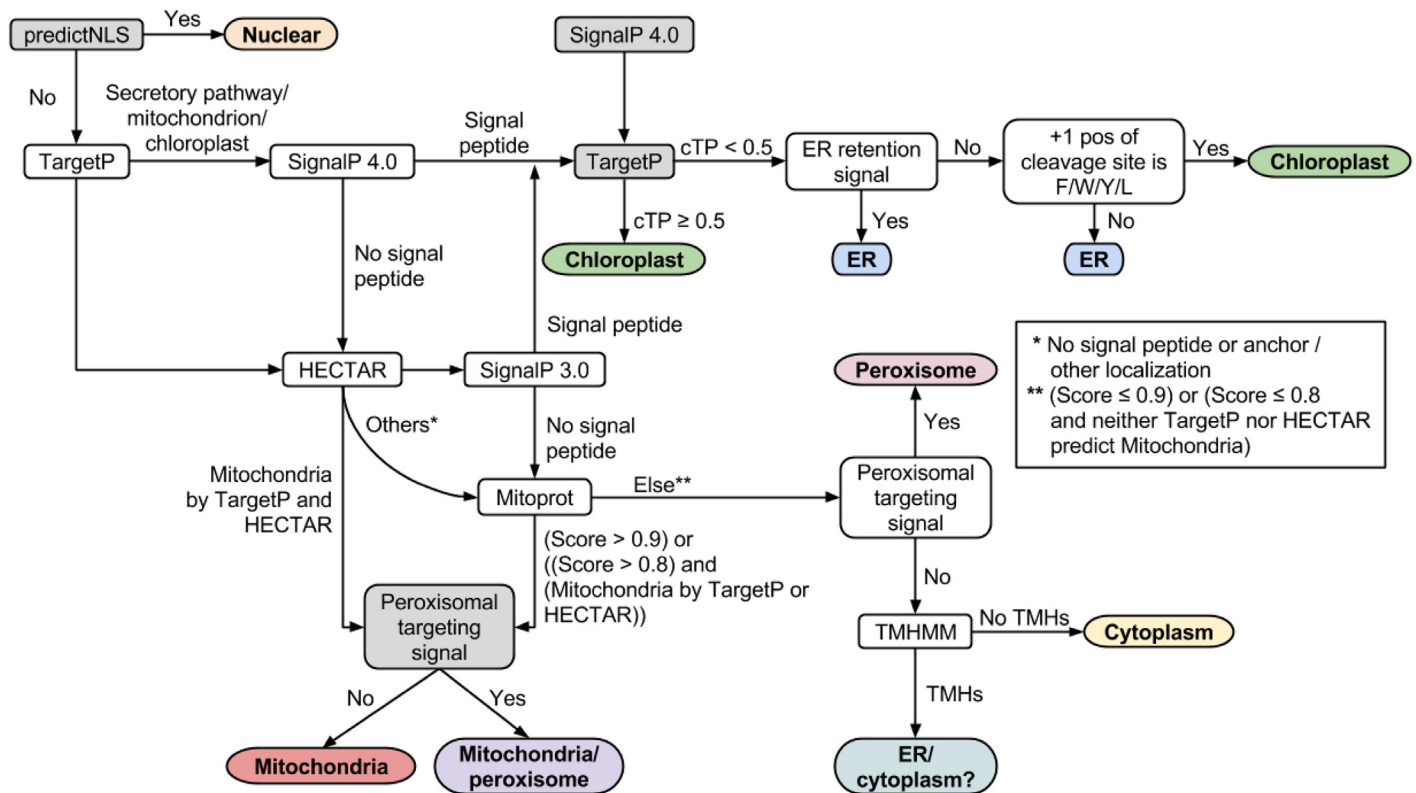 predictNLS
Yes
Nuclear
SignalP 4.0
No
Secretory pathway/
mitochondrion/
chloroplast
TargetP
SignalP 4.0
Signal
peptide
TargetP
cTP < 0.5
ER retention
signal
No
+1 pos of
cleavage site is
F/W/Y/L
Yes
Chloroplast
cTP ≥ 0.5
Chloroplast
Yes
ER
No
ER
No signal
peptide
Signal peptide
HECTAR
SignalP 3.0
Peroxisome
* No signal peptide or anchor /
other localization
** (Score ≤ 0.9) or (Score ≤ 0.8
and neither TargetP nor HECTAR
predict Mitochondria)
Others*
No signal
peptide
Yes
Mitochondria
by TargetP and
HECTAR
Mitoprot
Else**
Peroxisomal
targeting
signal
(Score > 0.9) or
((Score > 0.8) and
(Mitochondria by TargetP or
HECTAR))
No
Peroxisomal
targeting
signal
TMHMM
No TMHs
Cytoplasm
No
Yes
TMHs
Mitochondria
Mitochondria/
peroxisome
ER/
cytoplasm?